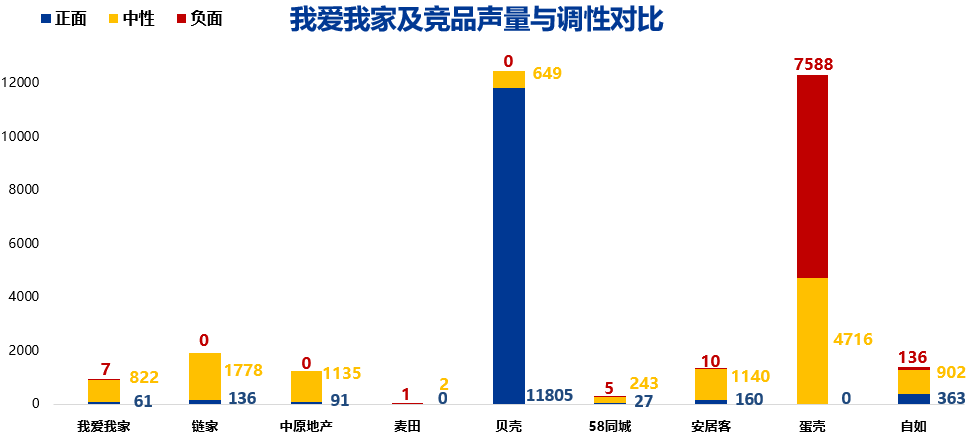 我爱我家及竞品声量与调性对比
正面 中性 负面
12000
10000
8000
6000
4000
2000
0
7 822 61
0 1778 136
0 1135 91
1 2 0
0 649 11805
5 243 27
10 1140 160
7588 4716 0
136 902 363
我爱我家 链家 中原地产 麦田 贝壳 58同城 安居客 蛋壳 自如